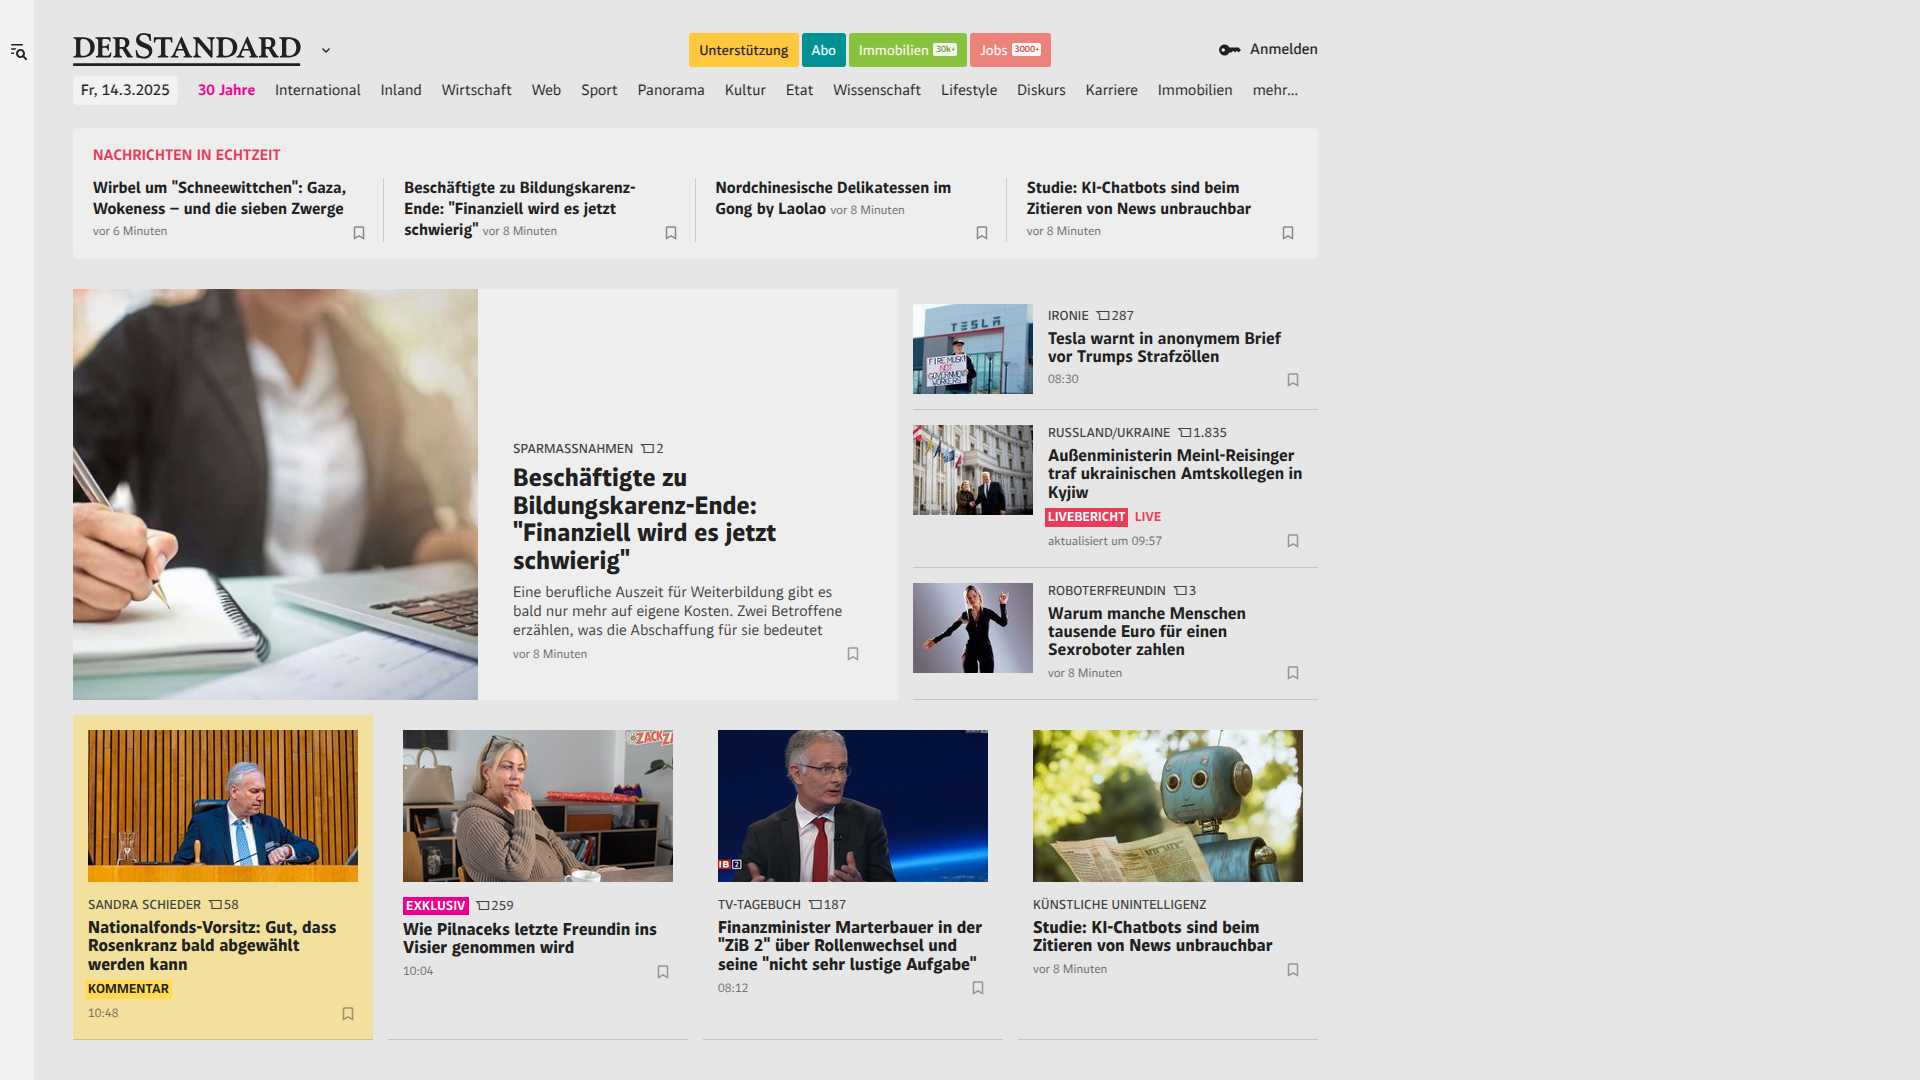 DERSTANDARD
Unterstützung
Abo
Immobilien 30k+
Jobs 3000+
Anmelden
Fr, 14.3.2025
30 Jahre
International
Inland
Wirtschaft
Web
Sport
Panorama
Kultur
Etat
Wissenschaft
Lifestyle
Diskurs
Karriere
Immobilien
mehr...
NACHRICHTEN IN ECHTZEIT
Wirbel um "Schneewittchen": Gaza,
Wokeness – und die sieben Zwerge
vor 6 Minuten
Beschäftigte zu Bildungskarenz-
Ende: "Finanziell wird es jetzt
schwierig" vor 8 Minuten
Nordchinesische Delikatessen im
Gong by Laolao vor 8 Minuten
Studie: KI-Chatbots sind beim
Zitieren von News unbrauchbar
vor 8 Minuten
SPARMASSNAHMEN 2
Beschäftigte zu
Bildungskarenz-Ende:
"Finanziell wird es jetzt
schwierig"
Eine berufliche Auszeit für Weiterbildung gibt es
bald nur mehr auf eigene Kosten. Zwei Betroffene
erzählen, was die Abschaffung für sie bedeutet
vor 8 Minuten
TESLA
FIRE MUSK!
NOT
GOVERNMENT
WORKERS
IRONIE 287
Tesla warnt in anonymem Brief
vor Trumps Strafzöllen
08:30
RUSSLAND/UKRAINE 1.835
Außenministerin Meinl-Reisinger
traf ukrainischen Amtskollegen in
Kyjiw
LIVEBERICHT LIVE
aktualisiert um 09:57
ROBOTERFREUNDIN 3
Warum manche Menschen
tausende Euro für einen
Sexroboter zahlen
vor 8 Minuten
SANDRA SCHIEDER 58
Nationalfonds-Vorsitz: Gut, dass
Rosenkranz bald abgewählt
werden kann
KOMMENTAR
10:48
ZACKZ
EXKLUSIV 259
Wie Pilnaceks letzte Freundin ins
Visier genommen wird
10:04
IB 2
TV-TAGEBUCH 187
Finanzminister Marterbauer in der
"ZiB 2" über Rollenwechsel und
seine "nicht sehr lustige Aufgabe"
08:12
KÜNSTLICHE UNINTELLIGENZ
Studie: KI-Chatbots sind beim
Zitieren von News unbrauchbar
vor 8 Minuten